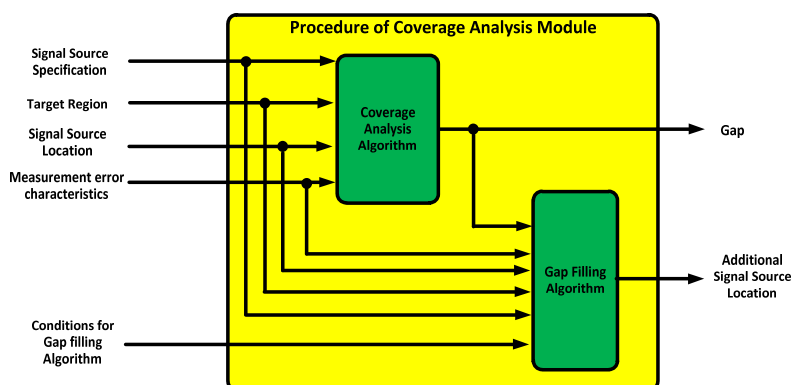 Procedure of Coverage Analysis Module
Signal Source
Specification
Target Region
Signal Source
Location
Measurement error
characteristics
Conditions for
Gap filling
Algorithm
Coverage
Analysis
Algorithm
Gap Filling
Algorithm
Gap
Additional
Signal Source
Location